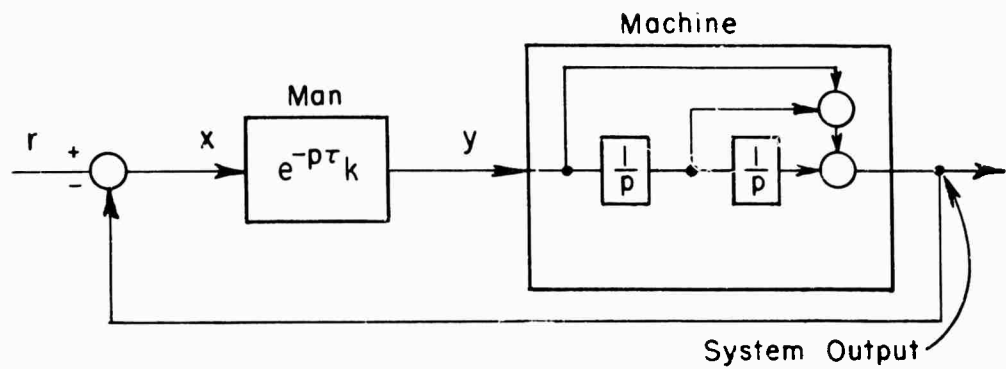 Machine
Man
r
+
−
x
e^{-pτ}k
y
1/p
1/p
System Output